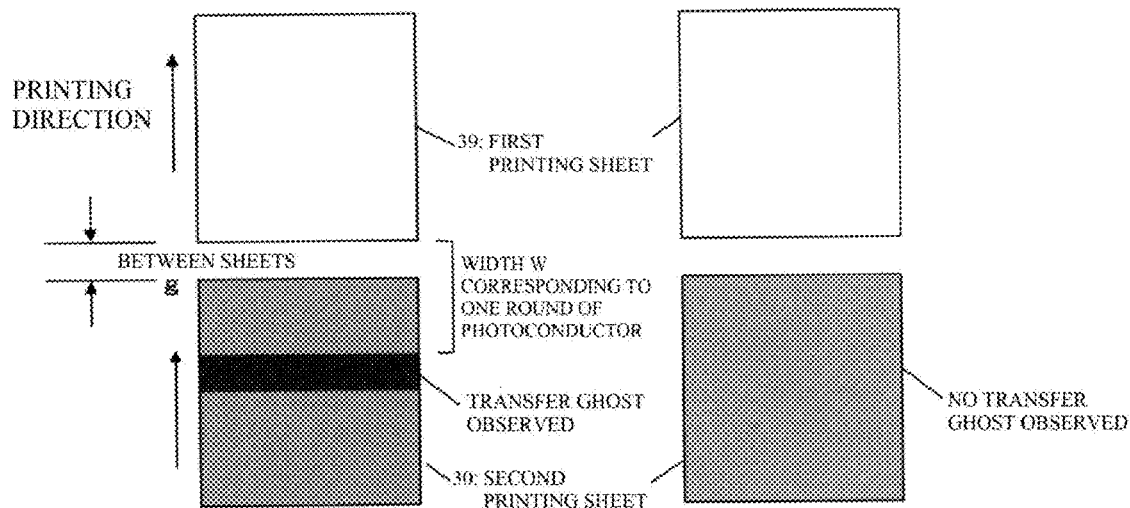 PRINTING
DIRECTION
39: FIRST
PRINTING SHEET
BETWEEN SHEETS
g
WIDTH W
CORRESPONDING TO
ONE ROUND OF
PHOTOCONDUCTOR
TRANSFER GHOST
OBSERVED
NO TRANSFER
GHOST OBSERVED
30: SECOND
PRINTING SHEET